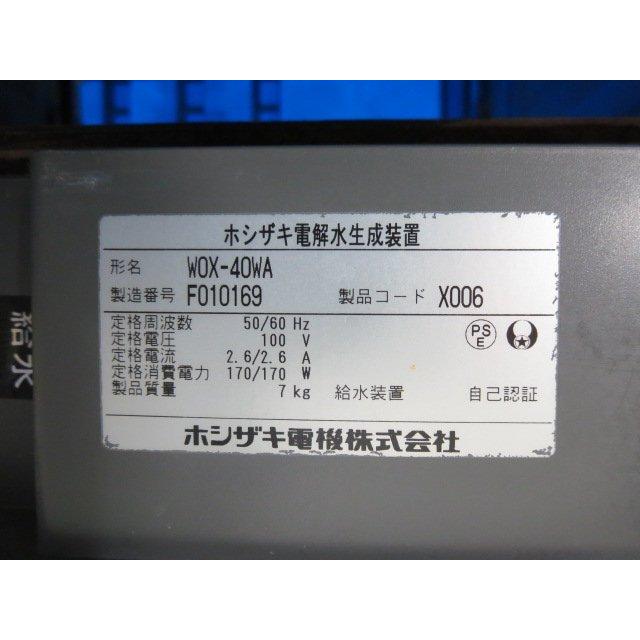 ホシザキ電解水生成装置
形名 WOX-40WA
製造番号 F010169 製品コード X006
定格周波数 50/60 Hz
定格電圧 100 V
定格電流 2.6/2.6 A
定格消費電力 170/170 W
製品質量 7 kg 給水装置 自己認証
PS
E
ホシザキ電機株式会社
給水